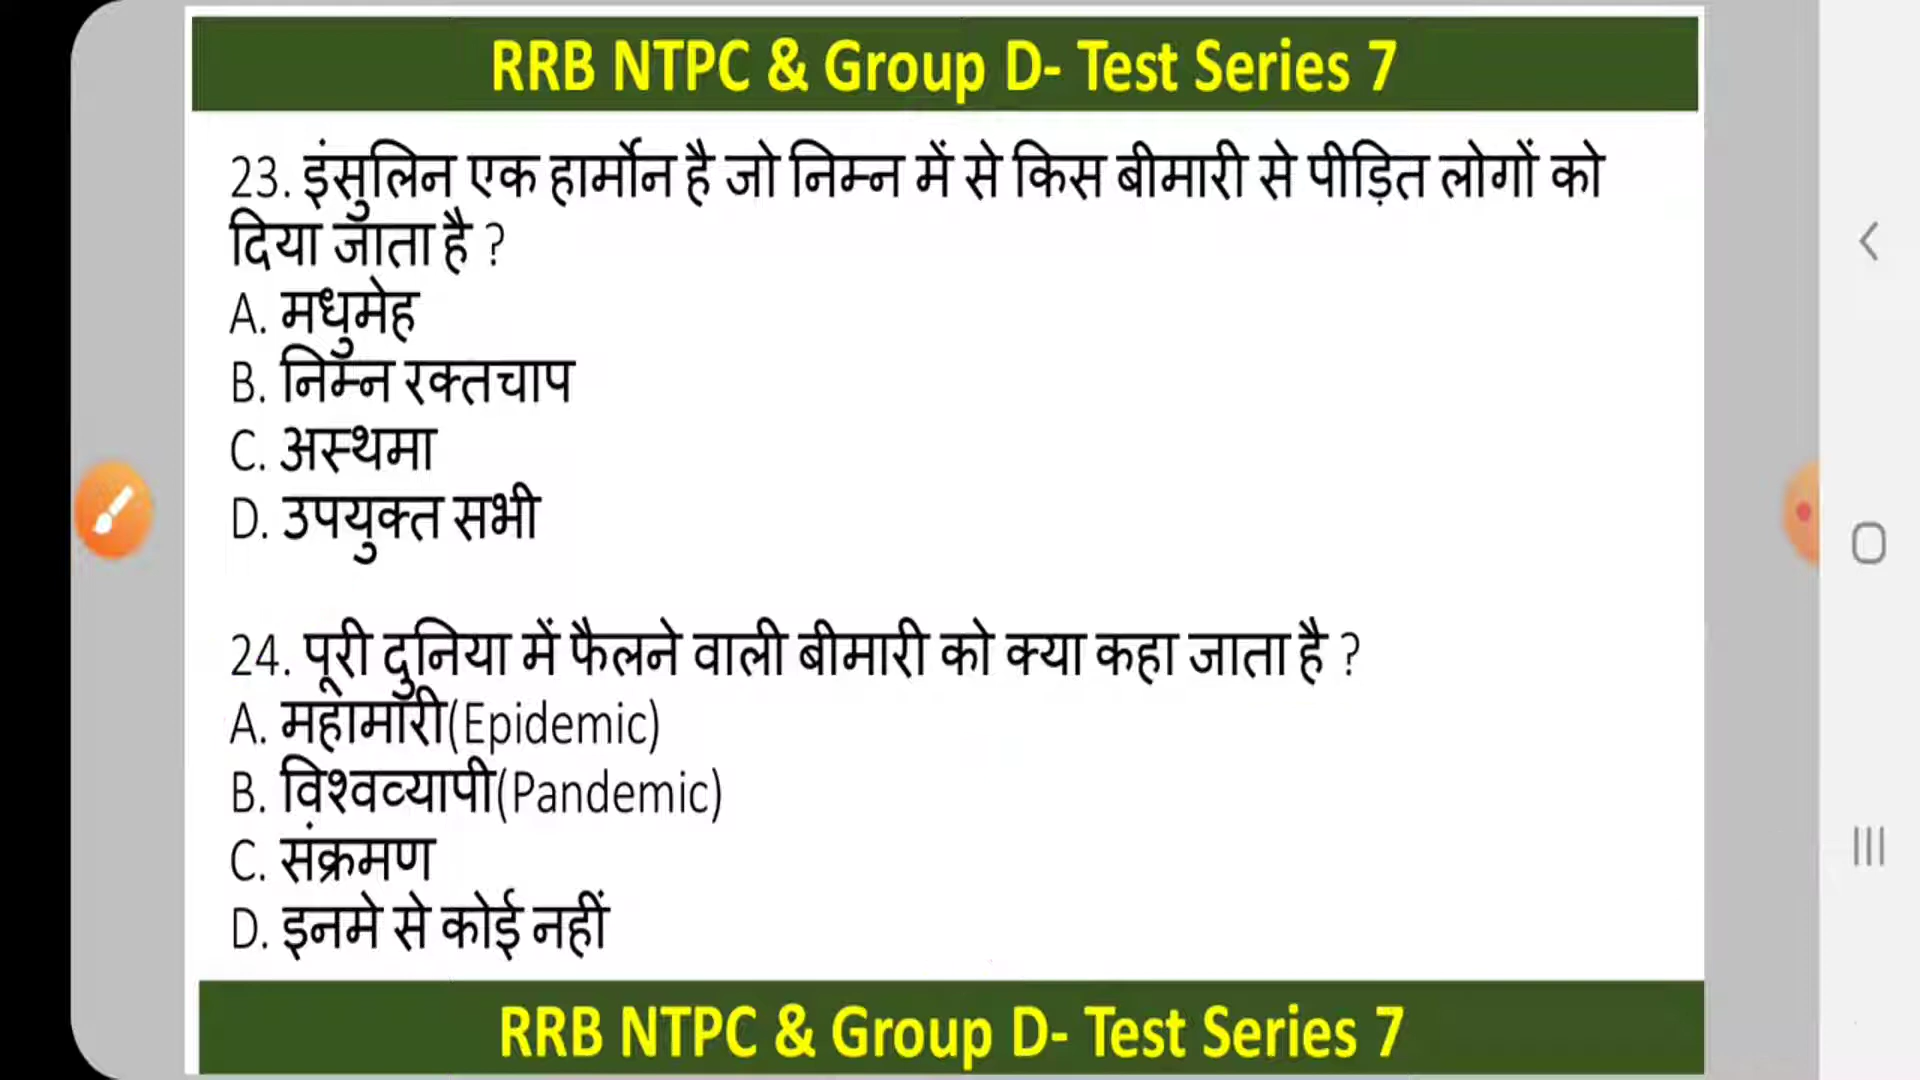 RRB NTPC & Group D- Test Series 7
23. इंसुलिन एक हार्मोन है जो निम्न में से किस बीमारी से पीड़ित लोगों को
दिया जाता है ?
A. मधुमेह
B. निम्न रक्तचाप
C. अस्थमा
D. उपयुक्त सभी
24. पूरी दुनिया में फैलने वाली बीमारी को क्या कहा जाता है ?
A. महामारी(Epidemic)
B. विश्वव्यापी(Pandemic)
C. संक्रमण
D. इनमे से कोई नहीं
RRB NTPC & Group D- Test Series 7